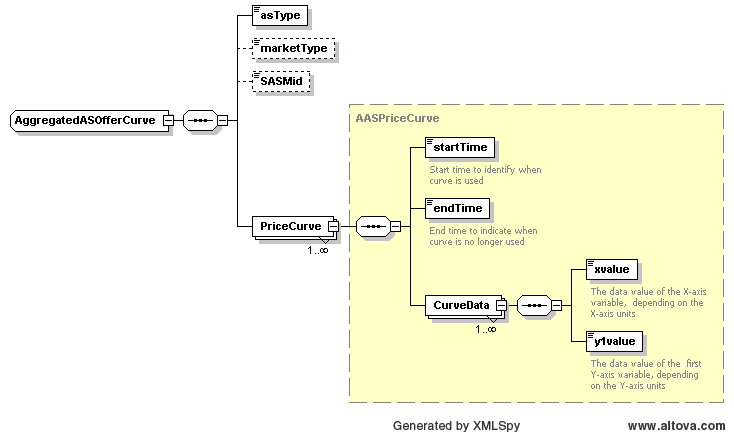 asType
marketType
SASMid
AggregatedASOfferCurve
AASPriceCurve
startTime
Start time to identify when
curve is used
endTime
End time to indicate when
curve is no longer used
PriceCurve
1..∞
xvalue
The data value of the X-axis
variable, depending on the
X-axis units
CurveData
1..∞
y1value
The data value of the first
Y-axis variable, depending
on the Y-axis units
Generated by XMLSpy
www.altova.com